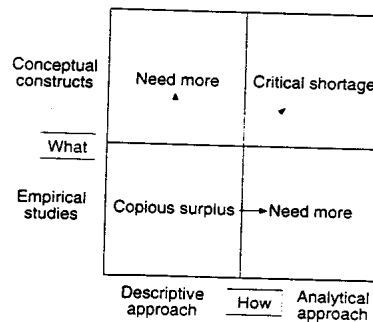 Conceptual
constructs
Need more
Critical shortage
What
Empirical
studies
Copious surplus
Need more
Descriptive
approach
How
Analytical
approach